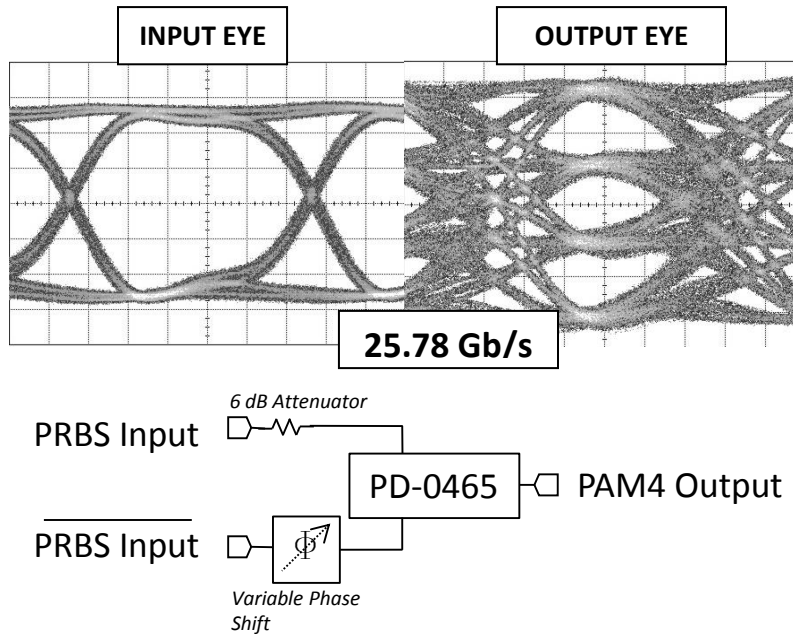 INPUT EYE
OUTPUT EYE
25.78 Gb/s
6 dB Attenuator
PRBS Input
PD-0465
PAM4 Output
PRBS Input
Φ
Variable Phase
Shift